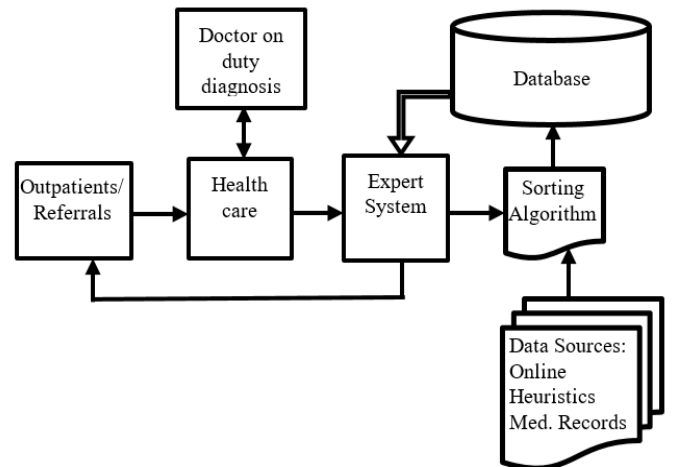 Doctor on
duty
diagnosis
Database
Outpatients/
Referrals
Health
care
Expert
System
Sorting
Algorithm
Data Sources:
Online
Heuristics
Med. Records